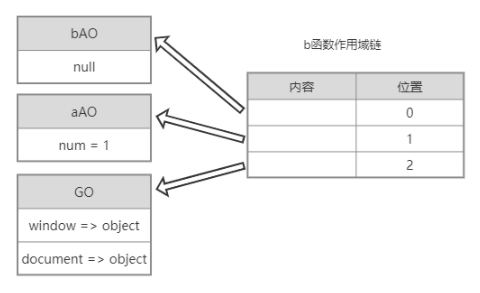 bAO
null
aAO
num = 1
GO
window => object
document => object
b函数作用域链
内容 位置
0
1
2